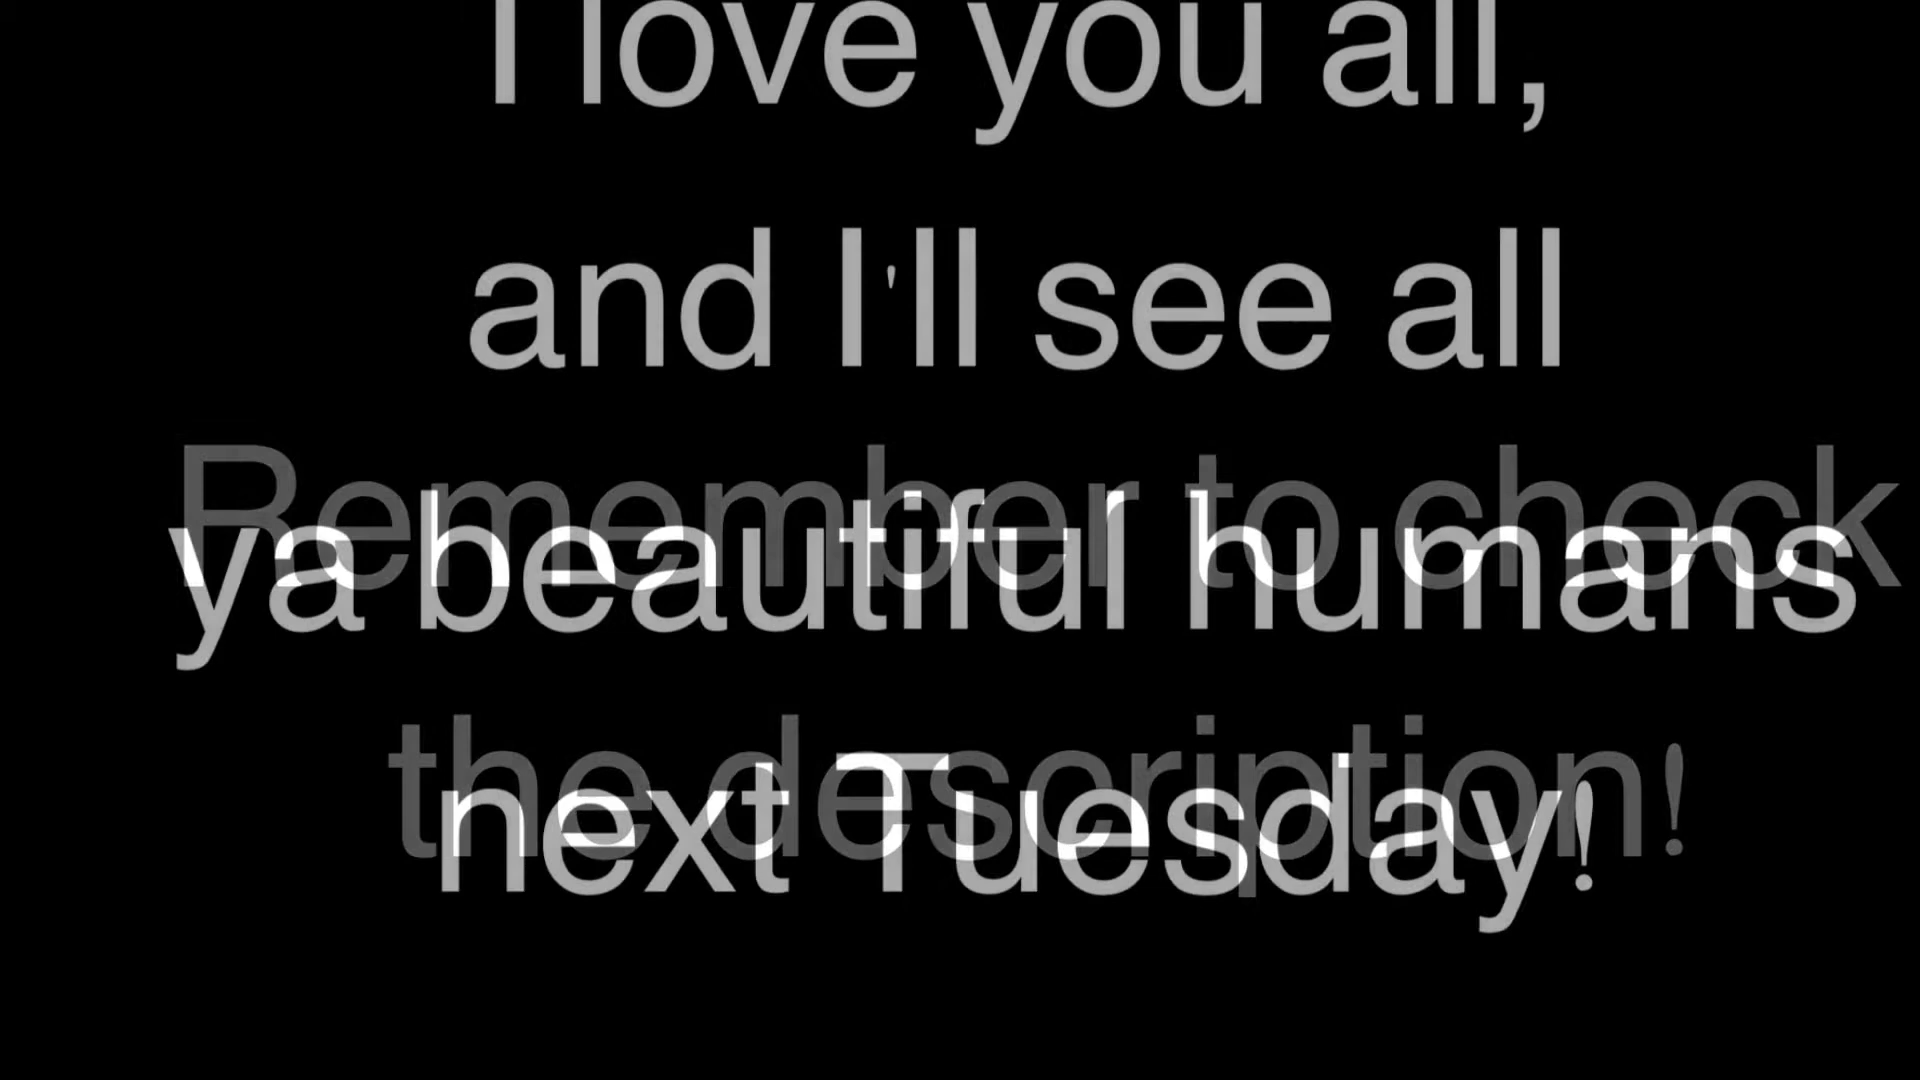 I love you all,
and I'll see all
Remember to check
ya beautiful humans
the description!
next Tuesday!